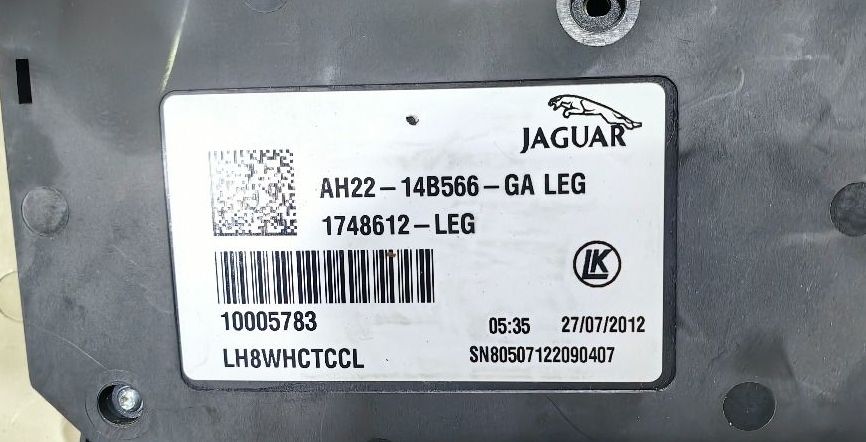 JAGUAR
AH22-14B566-GA LEG
1748612-LEG
LK
10005783
05:35 27/07/2012
LH8WHCTCCL
SN80507122090407